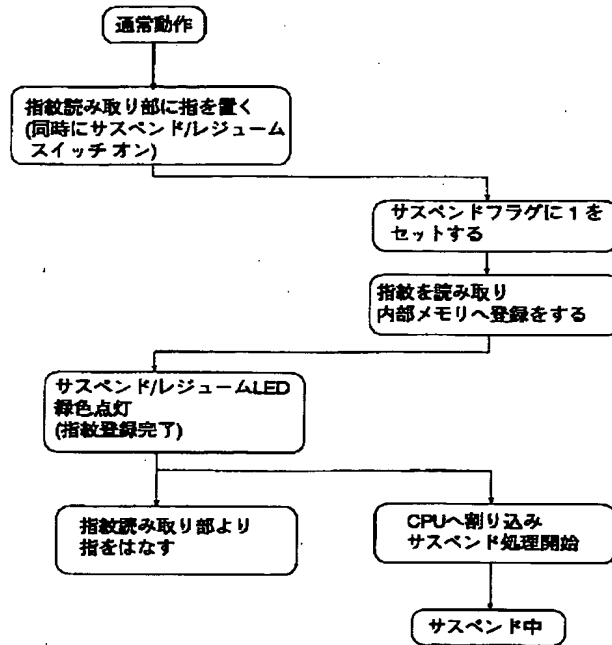 通常動作
指紋読み取り部に指を置く
(同時にサスペンド/レジューム
スイッチ オン)
サスペンドフラグに1を
セットする
指紋を読み取り
内部メモリへ登録をする
サスペンド/レジュームLED
緑色点灯
(指紋登録完了)
指紋読み取り部より
指をはなす
CPUへ割り込み
サスペンド処理開始
サスペンド中